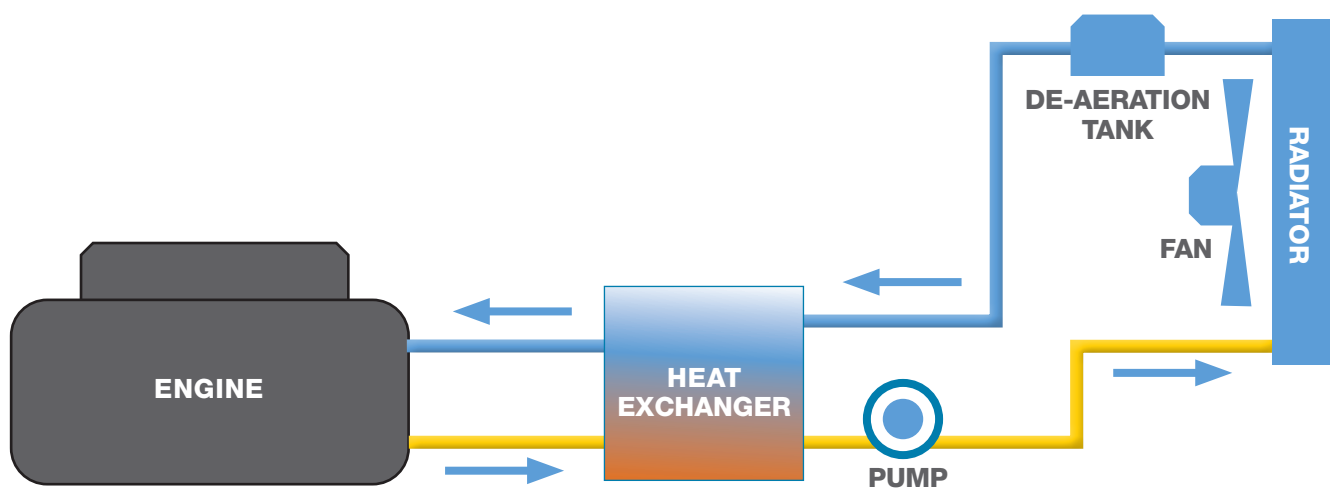 DE-AERATION
TANK
RADIATOR
FAN
ENGINE
HEAT
EXCHANGER
PUMP